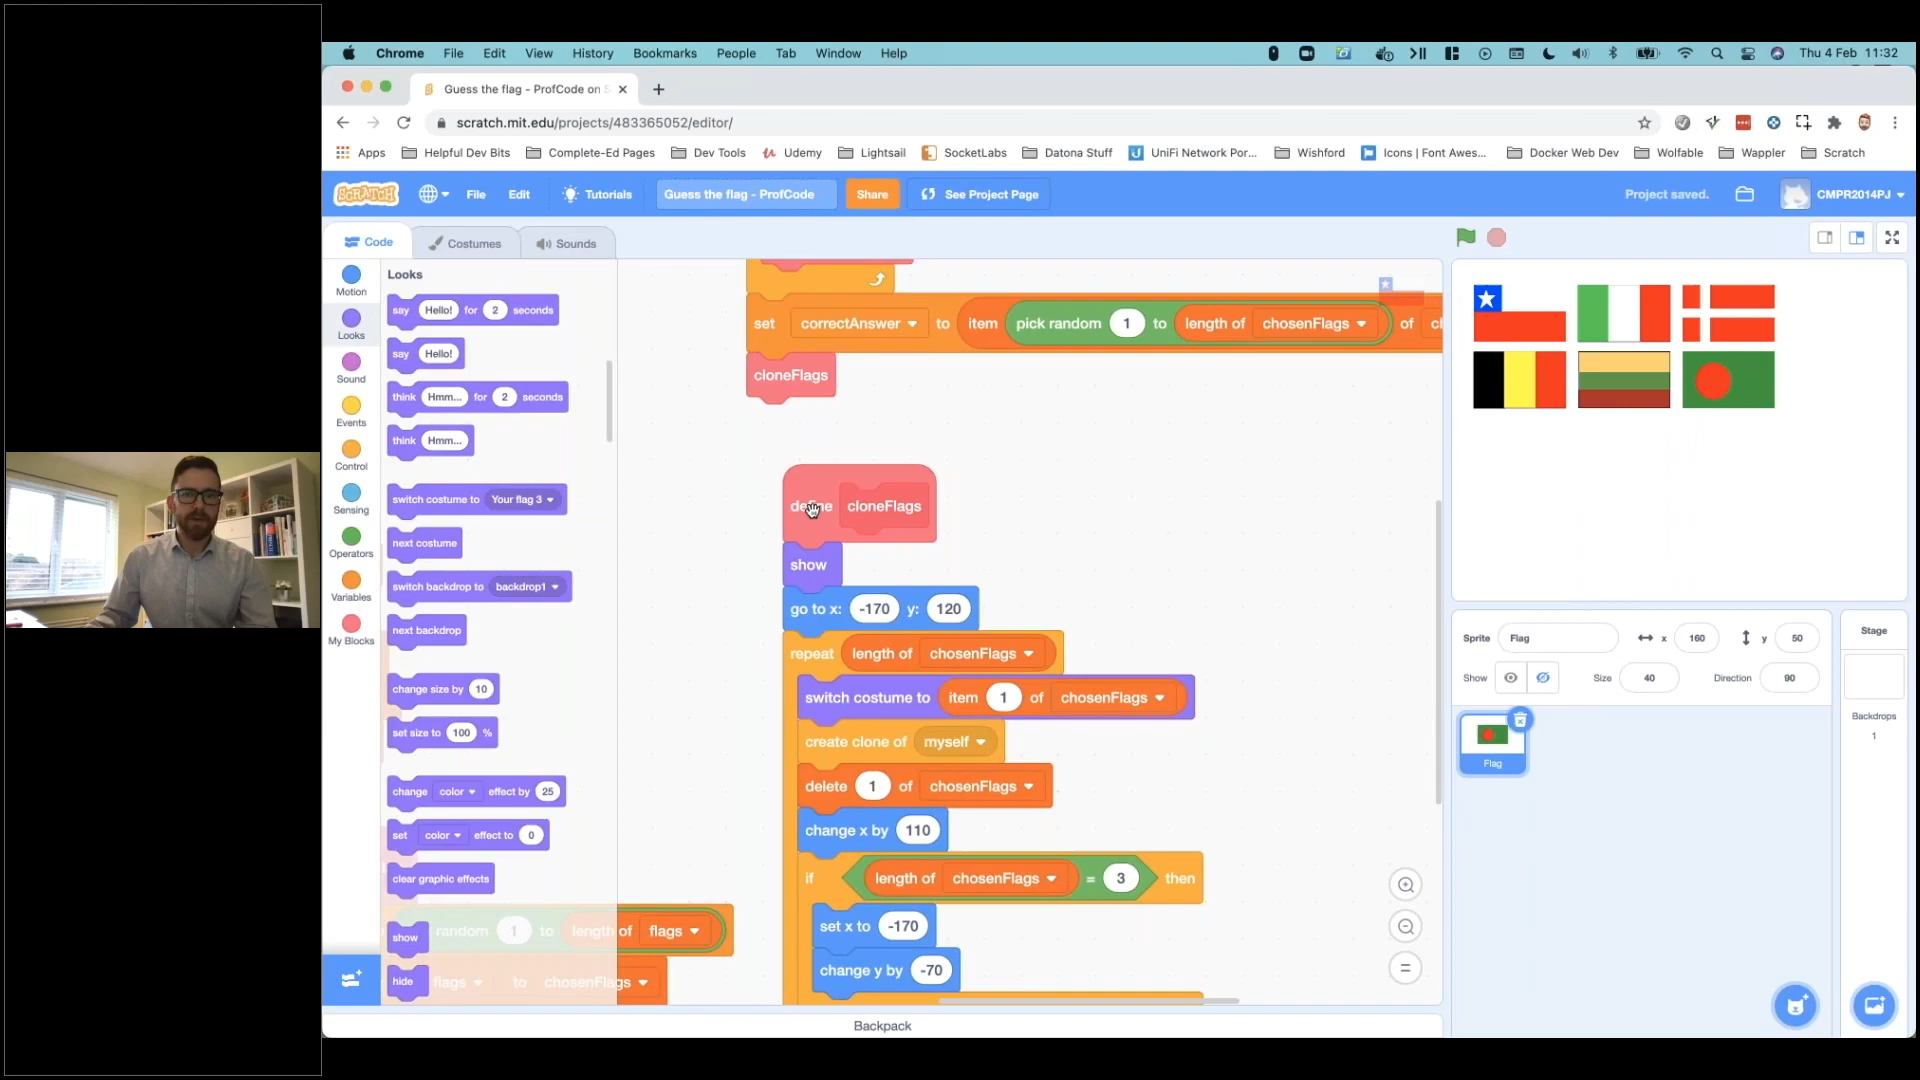 Chrome File Edit View History Bookmarks People Tab Window Help
Thu 4 Feb 11:32
Guess the flag - ProfCode on S
scratch.mit.edu/projects/483365052/editor/
Apps Helpful Dev Bits Complete-Ed Pages Dev Tools Udemy Lightsail SocketLabs Datona Stuff UniFi Network Por... Wishford Icons | Font Awes... Docker Web Dev Wolfable Wappler Scratch
SCRATCH File Edit Tutorials Guess the flag - ProfCode Share See Project Page Project saved. CMPR2014PJ
Code Costumes Sounds
Motion
Looks
Sound
Events
Control
Sensing
Operators
Variables
My Blocks
Looks
say Hello! for 2 seconds
say Hello!
think Hmm... for 2 seconds
think Hmm...
switch costume to Your flag 3
next costume
switch backdrop to backdrop1
next backdrop
change size by 10
set size to 100 %
change color effect by 25
set color effect to 0
clear graphic effects
show
hide
random 1 to length of flags
flags to chosenFlags
set correctAnswer to item pick random 1 to length of chosenFlags of
cloneFlags
define cloneFlags
show
go to x: -170 y: 120
repeat length of chosenFlags
switch costume to item 1 of chosenFlags
create clone of myself
delete 1 of chosenFlags
change x by 110
if length of chosenFlags = 3 then
set x to -170
change y by -70
Backpack
Sprite Flag x 160 y 50
Show Size 40 Direction 90
Flag
Stage
Backdrops
1